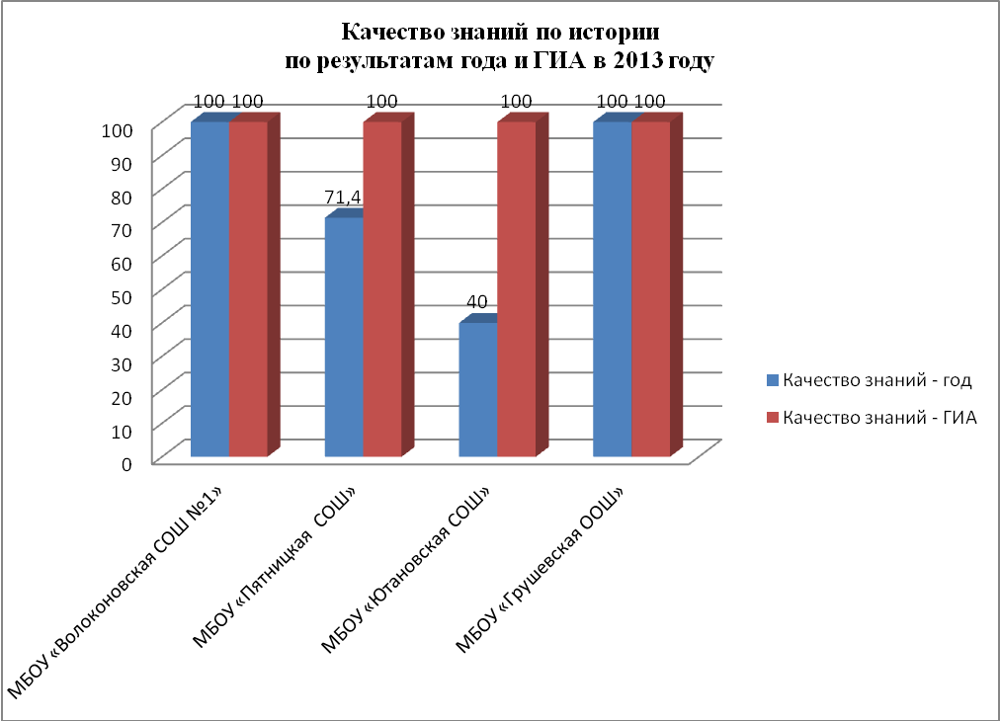 Качество знаний по истории
по результатам года и ГИА в 2013 году
100 100 100 100 100 100
71,4
40
100
90
80
70
60
50
40
30
20
10
0
Качество знаний - год
Качество знаний - ГИА
МБОУ «Волоконовская СОШ №1»
МБОУ «Пятницкая СОШ»
МБОУ «Ютановская СОШ»
МБОУ «Грушевская ООШ»